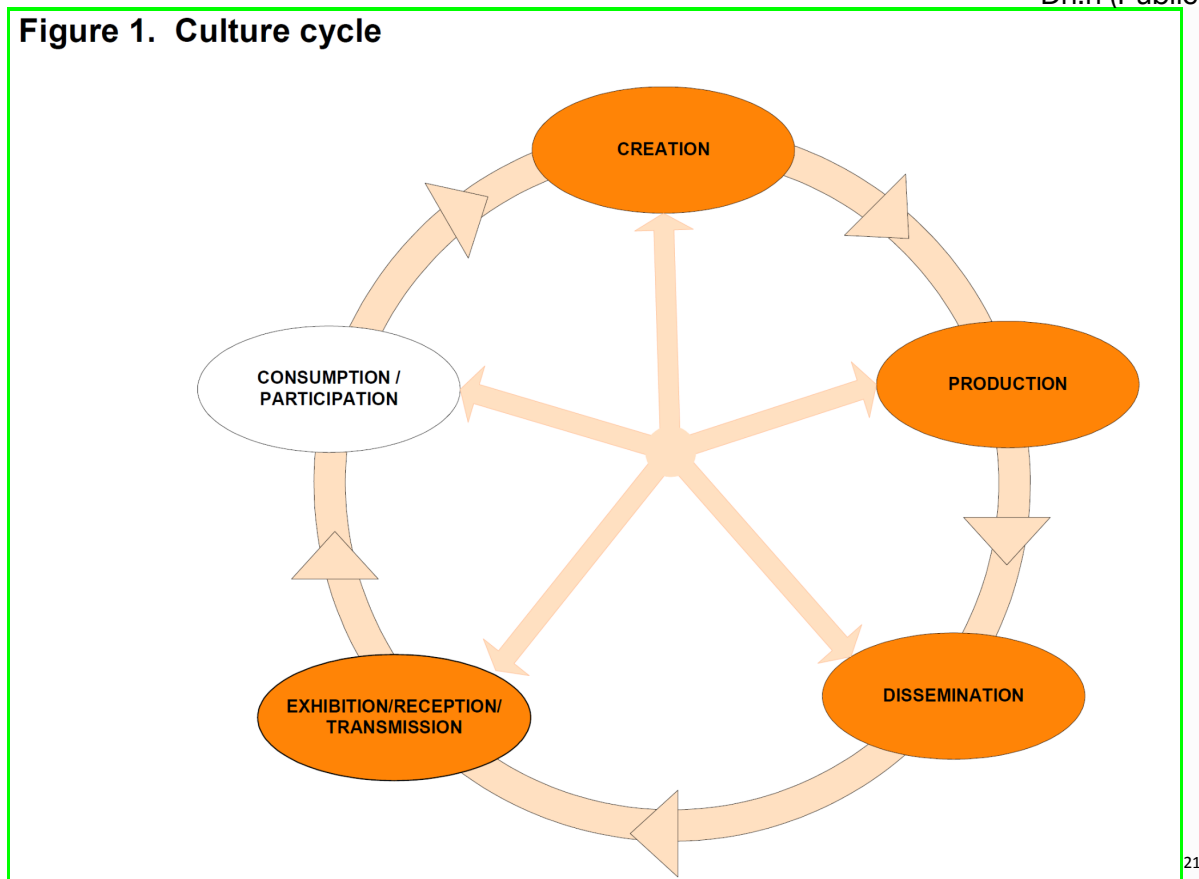 Figure 1. Culture cycle
CREATION
CONSUMPTION /
PARTICIPATION
PRODUCTION
EXHIBITION/RECEPTION/
TRANSMISSION
DISSEMINATION
21